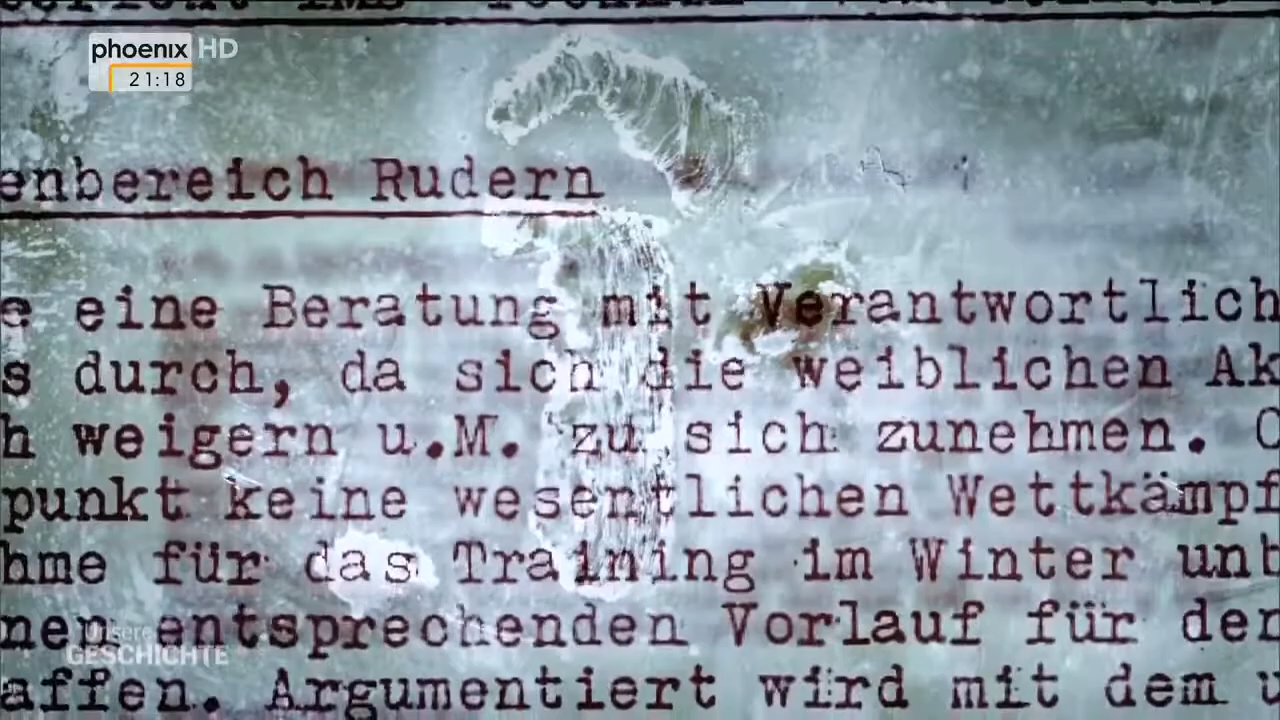 phoenix HD
21:18
enbereich Rudern
e eine Beratung mit Verantwortlich
s durch, da sich die weiblichen Ak
h weigern u.M. zu sich zunehmen.
punkt keine wesentlichen Wettkämpf
hme für das Training im Winter unb
nen entsprechenden Vorlauf für der
Unsere
GESCHICHTE
affen. Argumentiert wird mit dem u